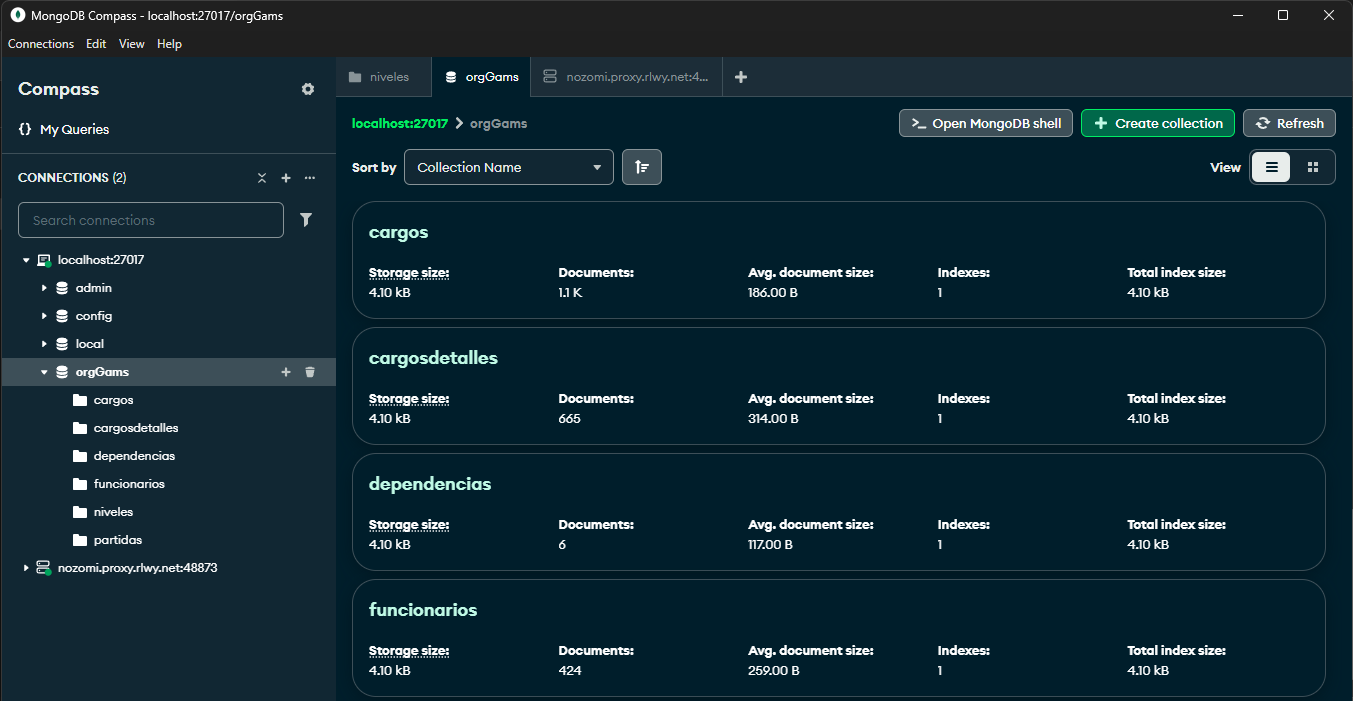 MongoDB Compass - localhost:27017/orgGams
Connections Edit View Help
Compass
{} My Queries
CONNECTIONS (2)
Search connections
localhost:27017
admin
config
local
orgGams
cargos
cargosdetalles
dependencias
funcionarios
niveles
partidas
nozomi.proxy.rlwy.net:48873
niveles
orgGams
nozomi.proxy.rlwy.net:4...
localhost:27017 > orgGams
>_ Open MongoDB shell
+ Create collection
Refresh
Sort by
Collection Name
View
cargos
Storage size: Documents: Avg. document size: Indexes: Total index size:
4.10 kB 1.1 K 186.00 B 1 4.10 kB
cargosdetalles
Storage size: Documents: Avg. document size: Indexes: Total index size:
4.10 kB 665 314.00 B 1 4.10 kB
dependencias
Storage size: Documents: Avg. document size: Indexes: Total index size:
4.10 kB 6 117.00 B 1 4.10 kB
funcionarios
Storage size: Documents: Avg. document size: Indexes: Total index size:
4.10 kB 424 259.00 B 1 4.10 kB